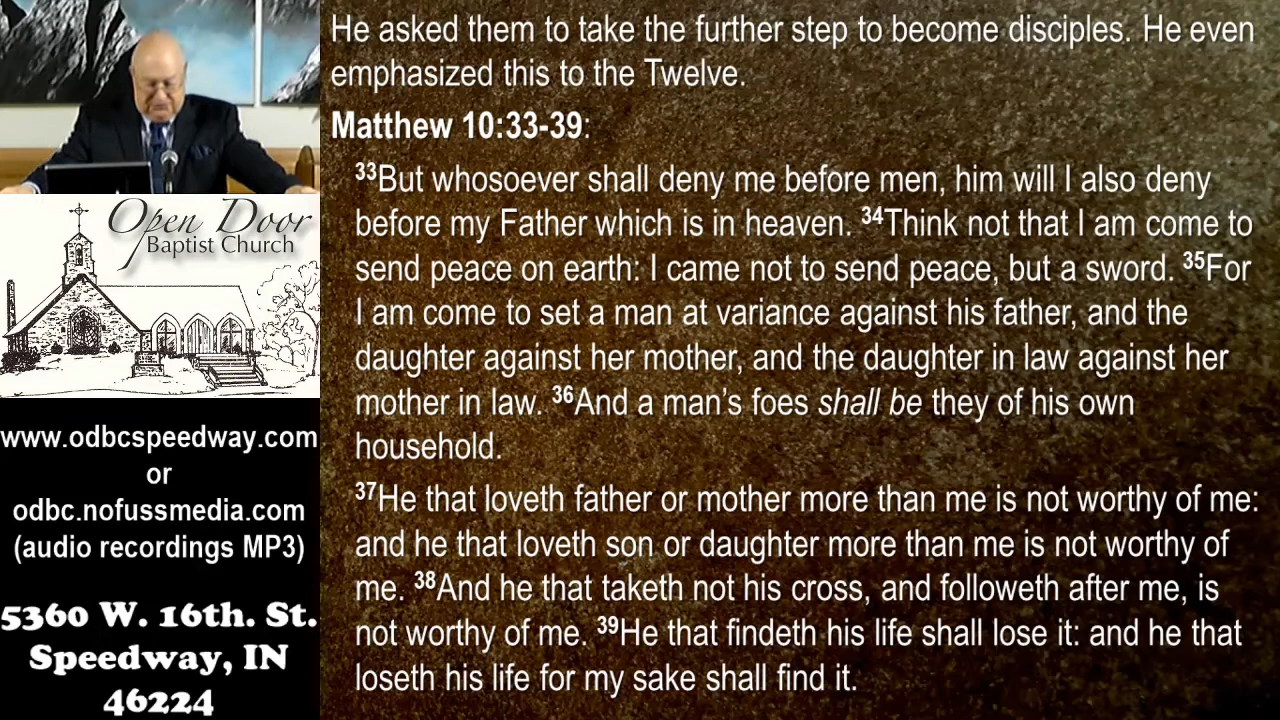 He asked them to take the further step to become disciples. He even
emphasized this to the Twelve.
Matthew 10:33-39:
33But whosoever shall deny me before men, him will I also deny
before my Father which is in heaven. 34Think not that I am come to
send peace on earth: I came not to send peace, but a sword. 35For
I am come to set a man at variance against his father, and the
daughter against her mother, and the daughter in law against her
mother in law. 36And a man’s foes shall be they of his own
household.
37He that loveth father or mother more than me is not worthy of me:
and he that loveth son or daughter more than me is not worthy of
me. 38And he that taketh not his cross, and followeth after me, is
not worthy of me. 39He that findeth his life shall lose it: and he that
loseth his life for my sake shall find it.
Open Door
Baptist Church
www.odbcspeedway.com
or
odbc.nofussmedia.com
(audio recordings MP3)
5360 W. 16th. St.
Speedway, IN
46224